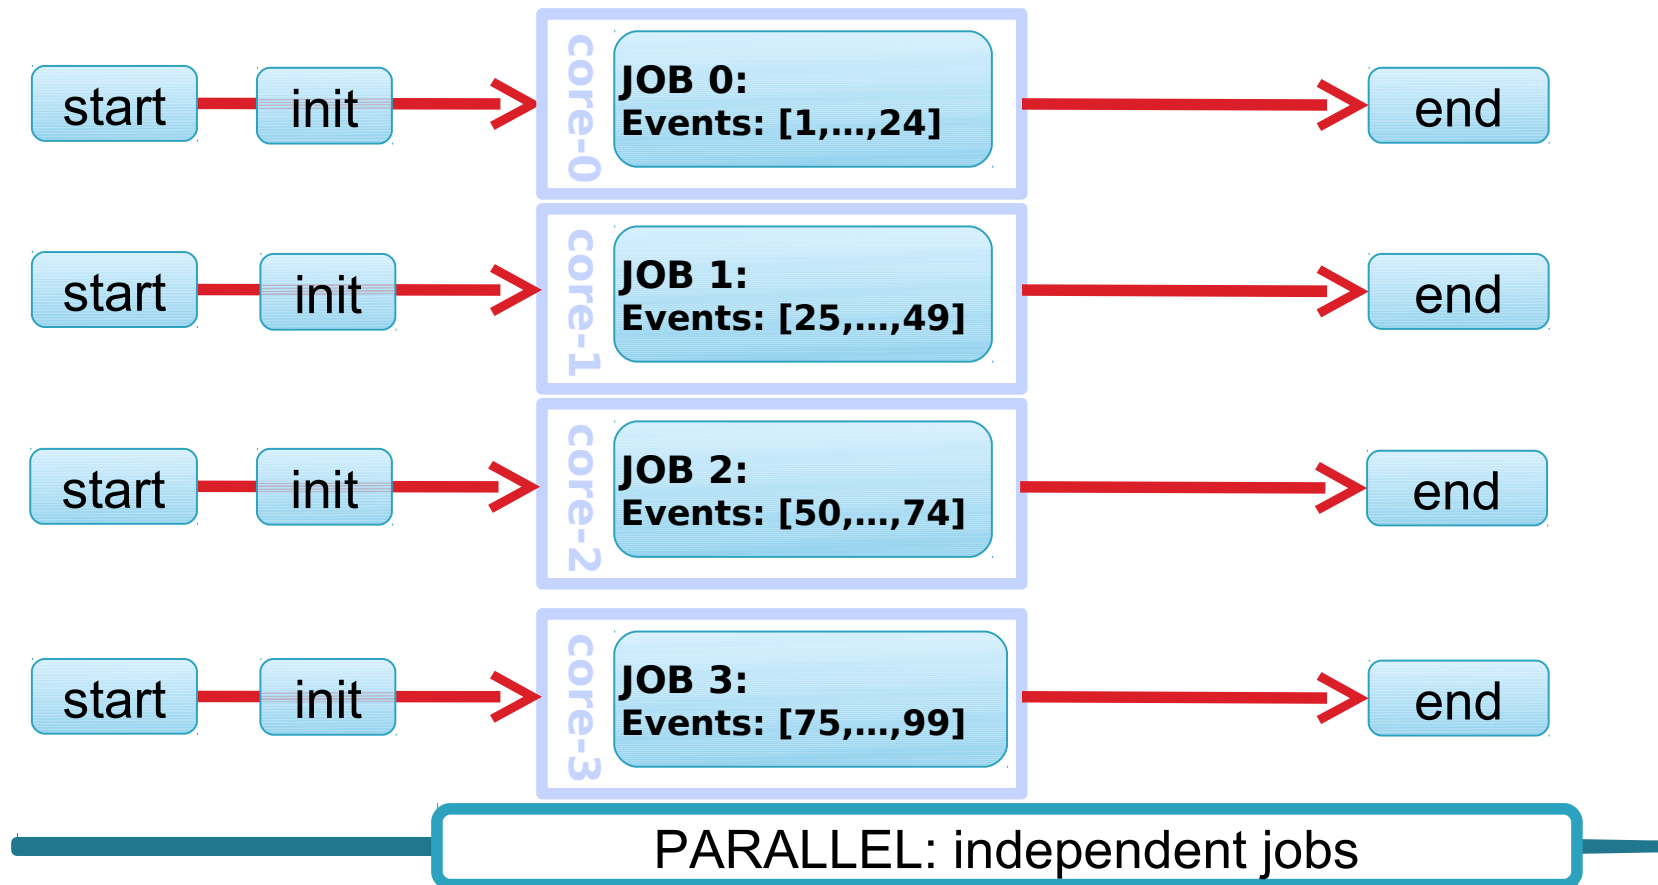 start
init
core-0
JOB 0:
Events: [1,...,24]
end
start
init
core-1
JOB 1:
Events: [25,...,49]
end
start
init
core-2
JOB 2:
Events: [50,...,74]
end
start
init
core-3
JOB 3:
Events: [75,...,99]
end
PARALLEL: independent jobs